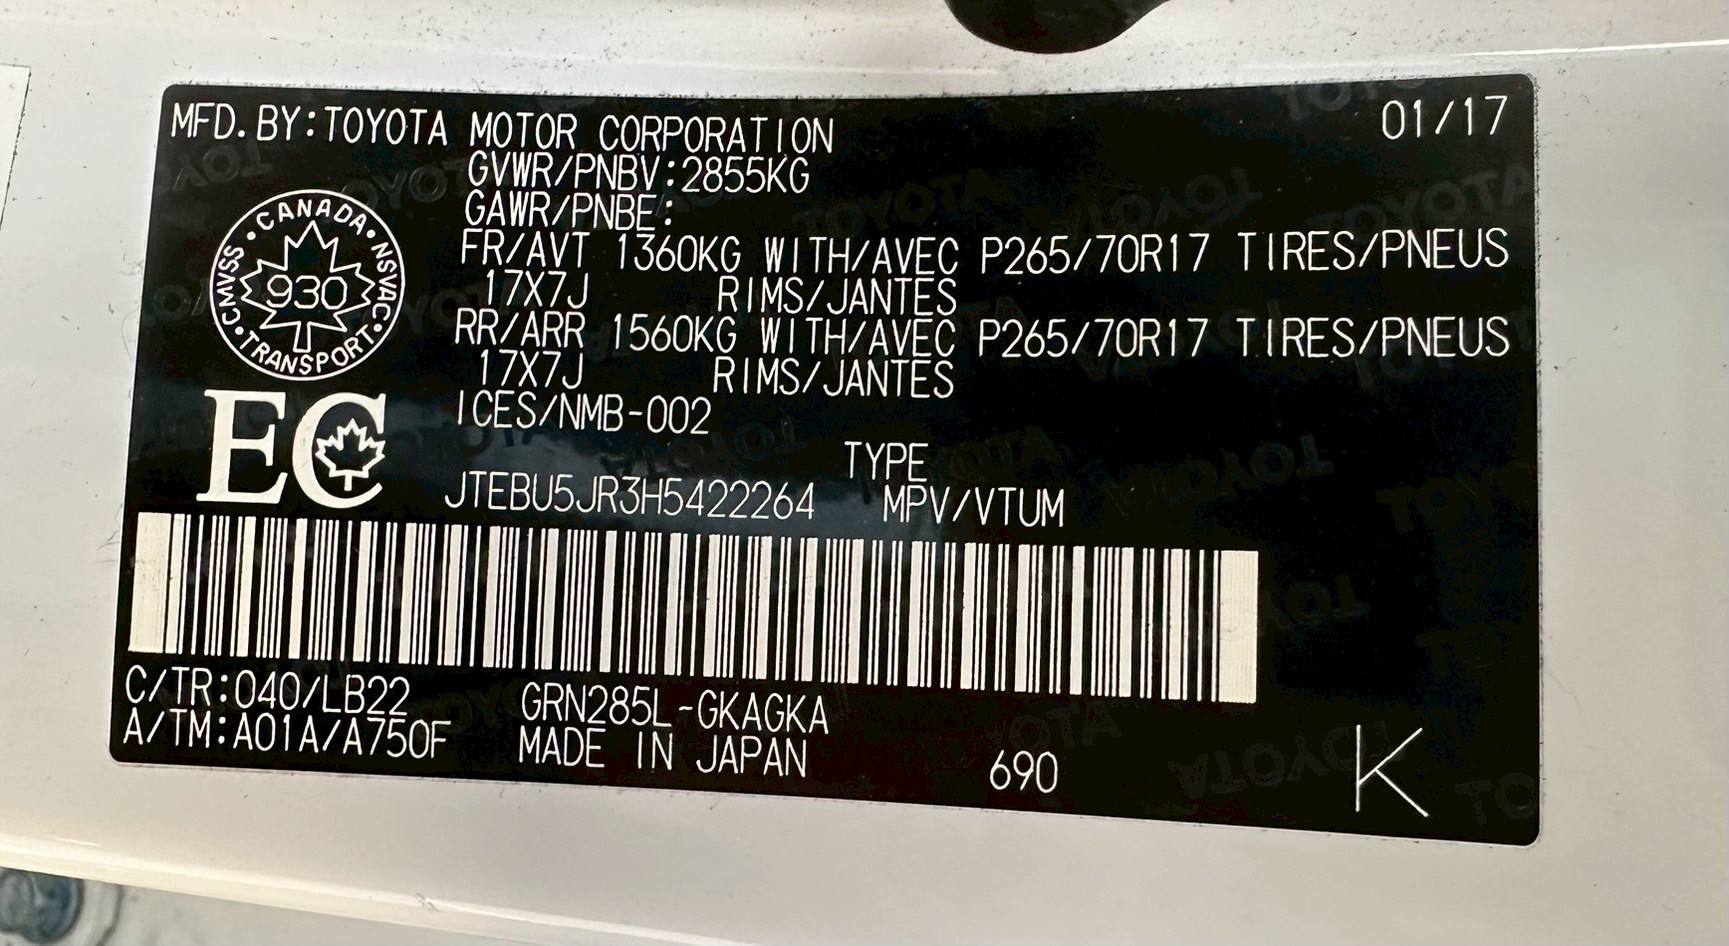 MFD. BY:TOYOTA MOTOR CORPORATION 01/17
GVWR/PNBV:2855KG
GAWR/PNBE:
FR/AVT 1360KG WITH/AVEC P265/70R17 TIRES/PNEUS
17X7J RIMS/JANTES
RR/ARR 1560KG WITH/AVEC P265/70R17 TIRES/PNEUS
17X7J RIMS/JANTES
ICES/NMB-002
CANADA · NSVAC · TRANSPORT · CMVSS ·
930
EC
TYPE
JTEBU5JR3H5422264 MPV/VTUM
C/TR:040/LB22 GRN285L-GKAGKA
A/TM:A01A/A750F MADE IN JAPAN 690 K